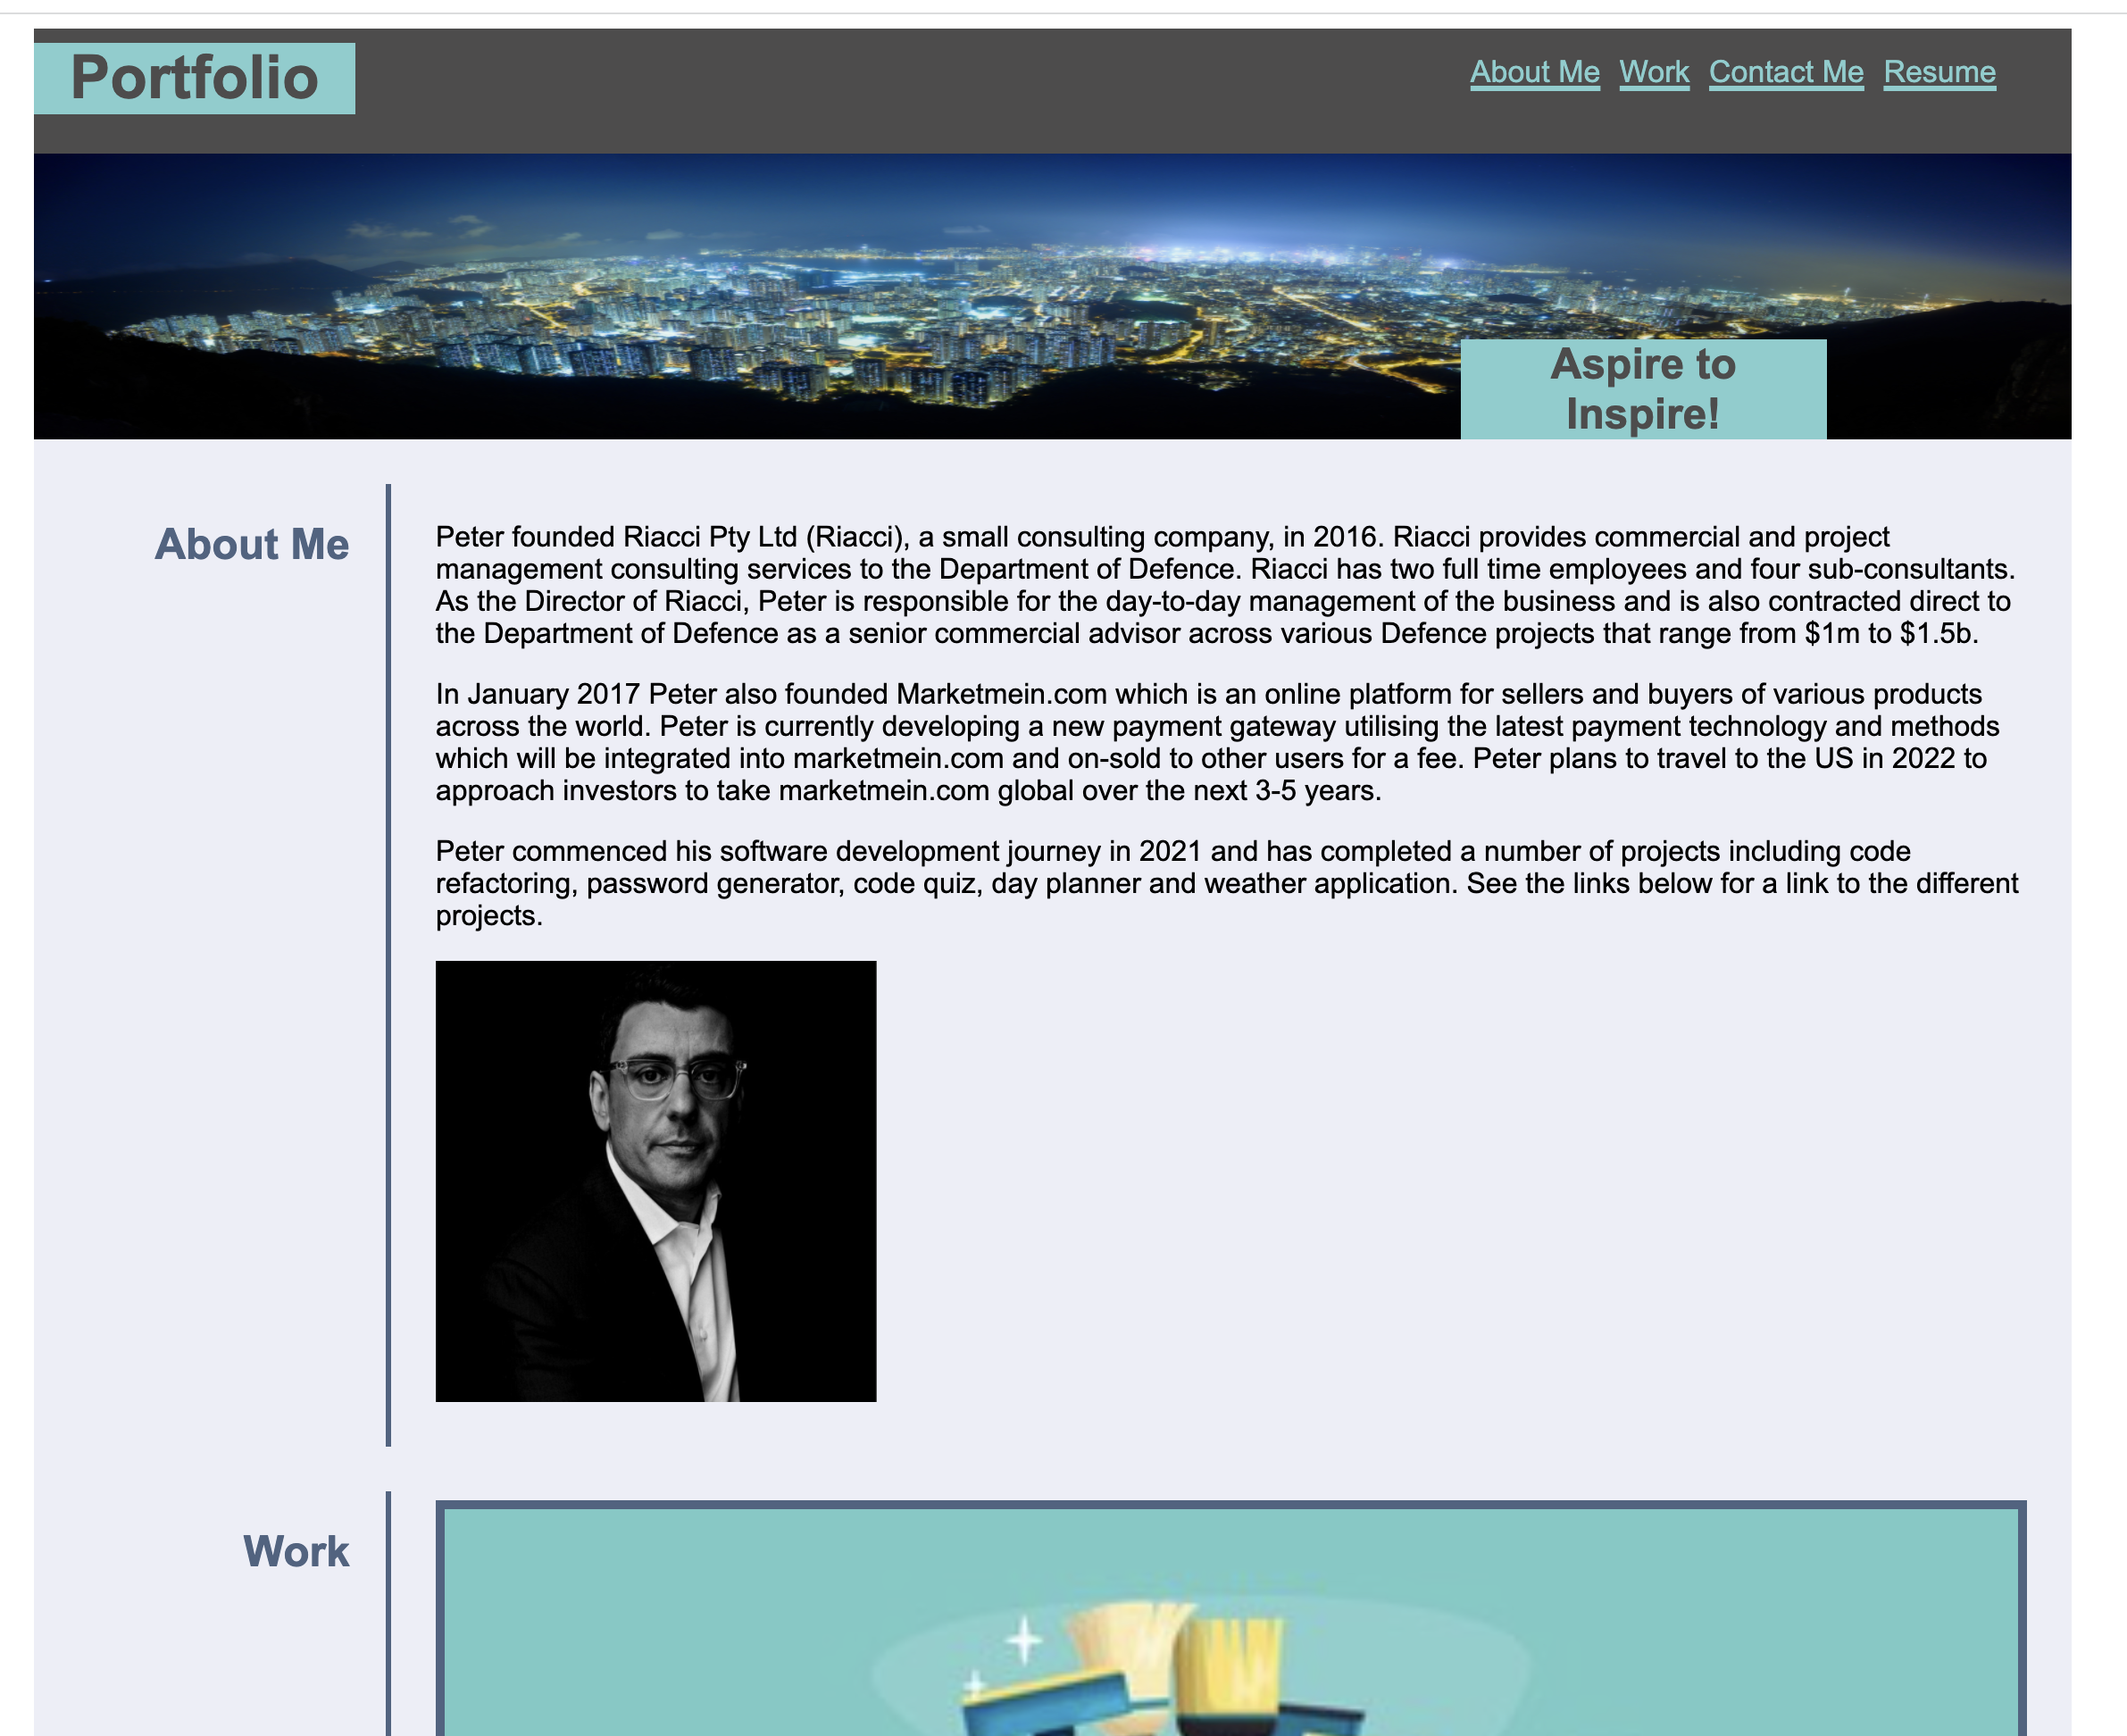 Portfolio
About Me Work Contact Me Resume
Aspire to
Inspire!
About Me
Peter founded Riacci Pty Ltd (Riacci), a small consulting company, in 2016. Riacci provides commercial and project
management consulting services to the Department of Defence. Riacci has two full time employees and four sub-consultants.
As the Director of Riacci, Peter is responsible for the day-to-day management of the business and is also contracted direct to
the Department of Defence as a senior commercial advisor across various Defence projects that range from $1m to $1.5b.
In January 2017 Peter also founded Marketmein.com which is an online platform for sellers and buyers of various products
across the world. Peter is currently developing a new payment gateway utilising the latest payment technology and methods
which will be integrated into marketmein.com and on-sold to other users for a fee. Peter plans to travel to the US in 2022 to
approach investors to take marketmein.com global over the next 3-5 years.
Peter commenced his software development journey in 2021 and has completed a number of projects including code
refactoring, password generator, code quiz, day planner and weather application. See the links below for a link to the different
projects.
Work